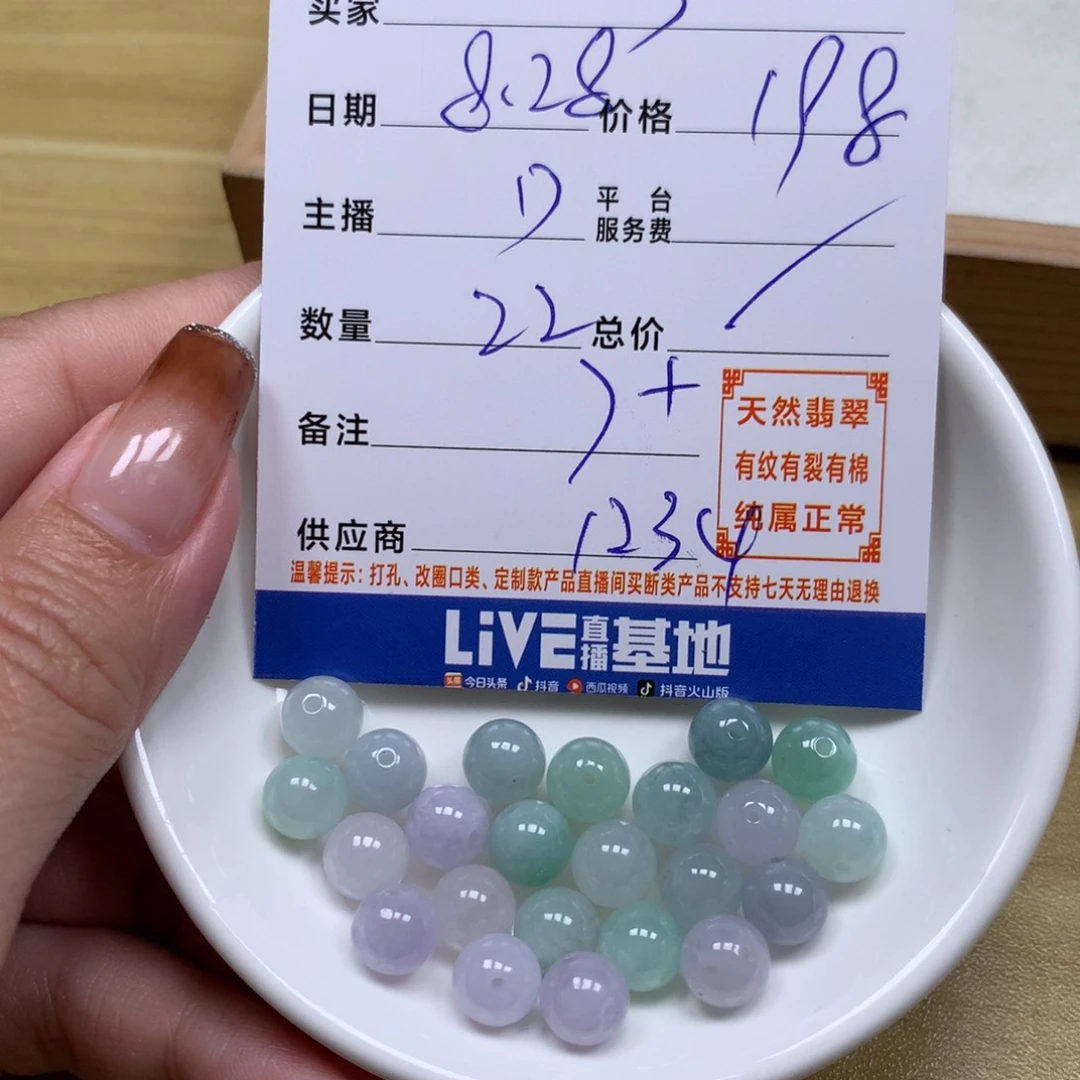 买家
日期 8.28 价格 198
主播 平台服务费
数量 22 总价
备注 7+
供应商 1234
天然翡翠
有纹有裂有棉
纯属正常
温馨提示：打孔、改圈口类、定制款产品直播间买断类产品不支持七天无理由退换
LiVE直播基地
头条 今日头条 抖音 西瓜视频 抖音火山版